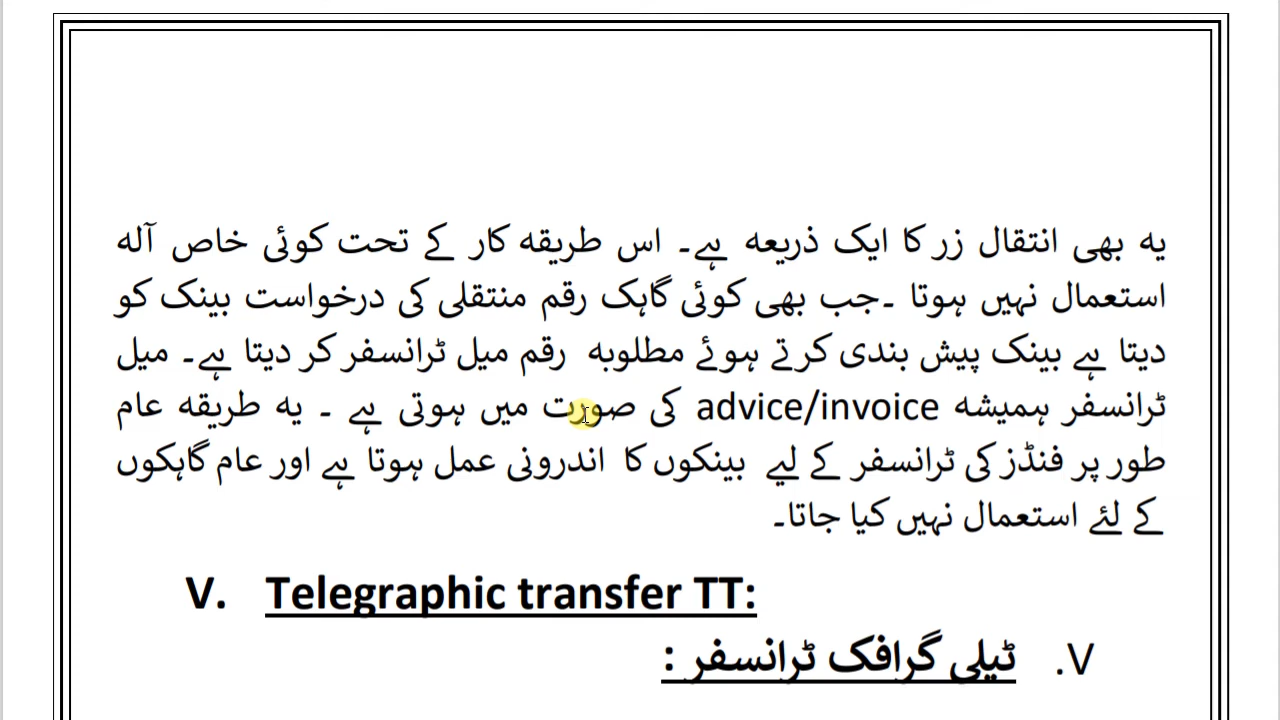 یہ بھی انتقال زر کا ایک ذریعہ ہے۔ اس طریقہ کار کے تحت کوئی خاص آلہ
استعمال نہیں ہوتا ۔جب بھی کوئی گاہک رقم منتقلی کی درخواست بینک کو
دیتا ہے بینک پیش بندی کرتے ہوئے مطلوبہ رقم میل ٹرانسفر کر دیتا ہے۔ میل
ٹرانسفر ہمیشہ advice/invoice کی صورت میں ہوتی ہے ۔ یہ طریقہ عام
طور پر فنڈز کی ٹرانسفر کے لیے بینکوں کا اندرونی عمل ہوتا ہے اور عام گاہکوں
کے لئے استعمال نہیں کیا جاتا۔
V. Telegraphic transfer TT:
V. ٹیلی گرافک ٹرانسفر :